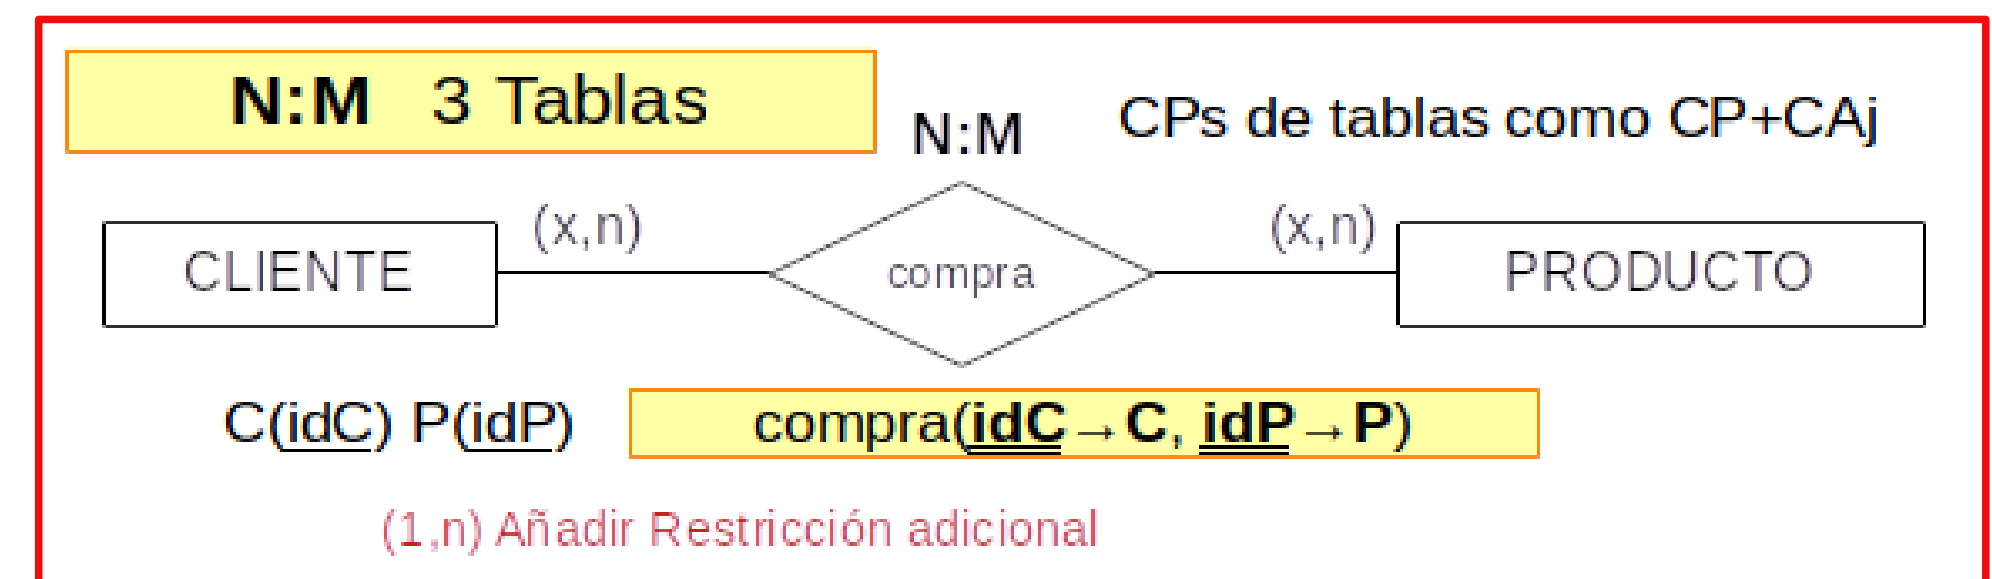 N:M 3 Tablas
N:M
CPs de tablas como CP+CAj
(x,n)
(x,n)
CLIENTE
compra
PRODUCTO
C(idC) P(idP)
compra(idC→C, idP→P)
(1,n) Añadir Restricción adicional